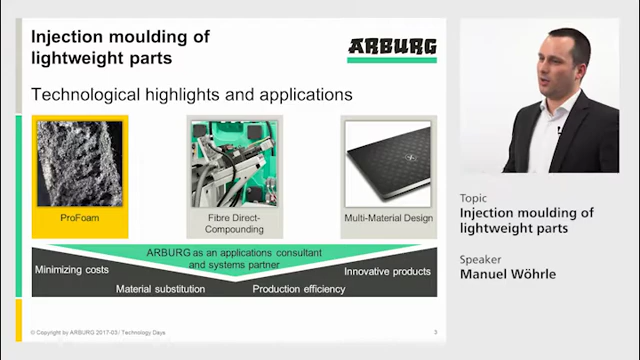 Injection moulding of
lightweight parts
ARBURG
Technological highlights and applications
ProFoam
Fibre Direct-
Compounding
Multi-Material Design
ARBURG as an applications consultant
and systems partner
Minimizing costs
Innovative products
Material substitution
Production efficiency
© Copyright by ARBURG 2017-03 / Technology Days
3
Topic
Injection moulding of
lightweight parts
Speaker
Manuel Wöhrle